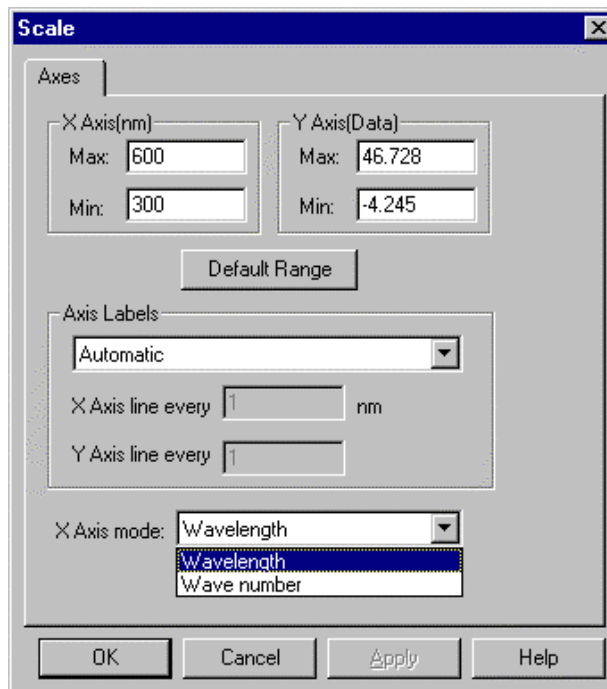 Scale
Axes
X Axis(nm)
Max: 600
Min: 300
Y Axis(Data)
Max: 46.728
Min: -4.245
Default Range
Axis Labels
Automatic
X Axis line every 1 nm
Y Axis line every 1
X Axis mode: Wavelength
Wavelength
Wave number
OK Cancel Apply Help